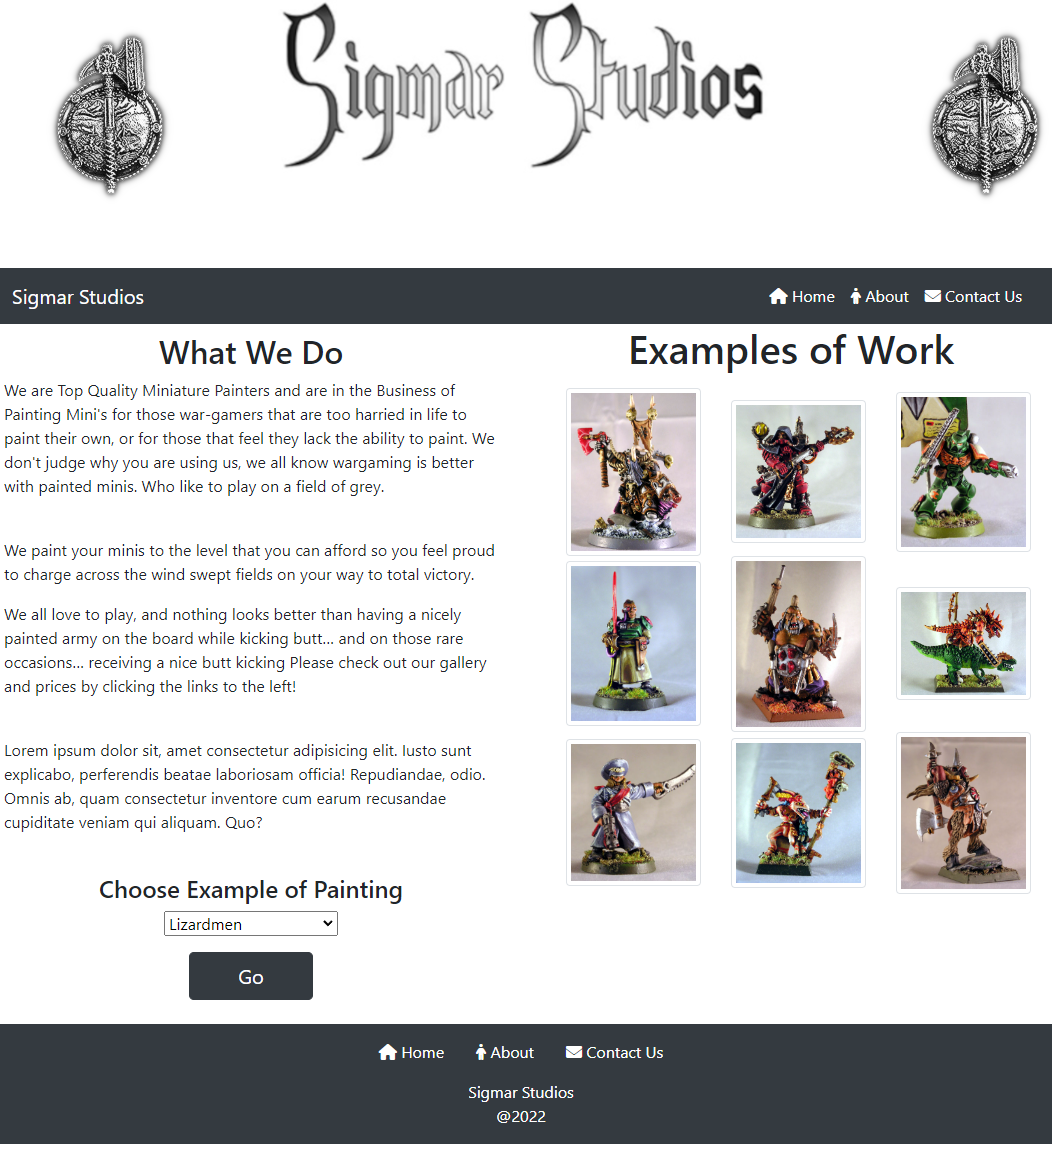 Sigmar Studios
Sigmar Studios
Home About Contact Us
What We Do
We are Top Quality Miniature Painters and are in the Business of
Painting Mini's for those war-gamers that are too harried in life to
paint their own, or for those that feel they lack the ability to paint. We
don't judge why you are using us, we all know wargaming is better
with painted minis. Who like to play on a field of grey.
We paint your minis to the level that you can afford so you feel proud
to charge across the wind swept fields on your way to total victory.
We all love to play, and nothing looks better than having a nicely
painted army on the board while kicking butt... and on those rare
occasions... receiving a nice butt kicking Please check out our gallery
and prices by clicking the links to the left!
Lorem ipsum dolor sit, amet consectetur adipisicing elit. Iusto sunt
explicabo, perferendis beatae laboriosam officia! Repudiandae, odio.
Omnis ab, quam consectetur inventore cum earum recusandae
cupiditate veniam qui aliquam. Quo?
Choose Example of Painting
Lizardmen
Go
Examples of Work
Home About Contact Us
Sigmar Studios
@2022